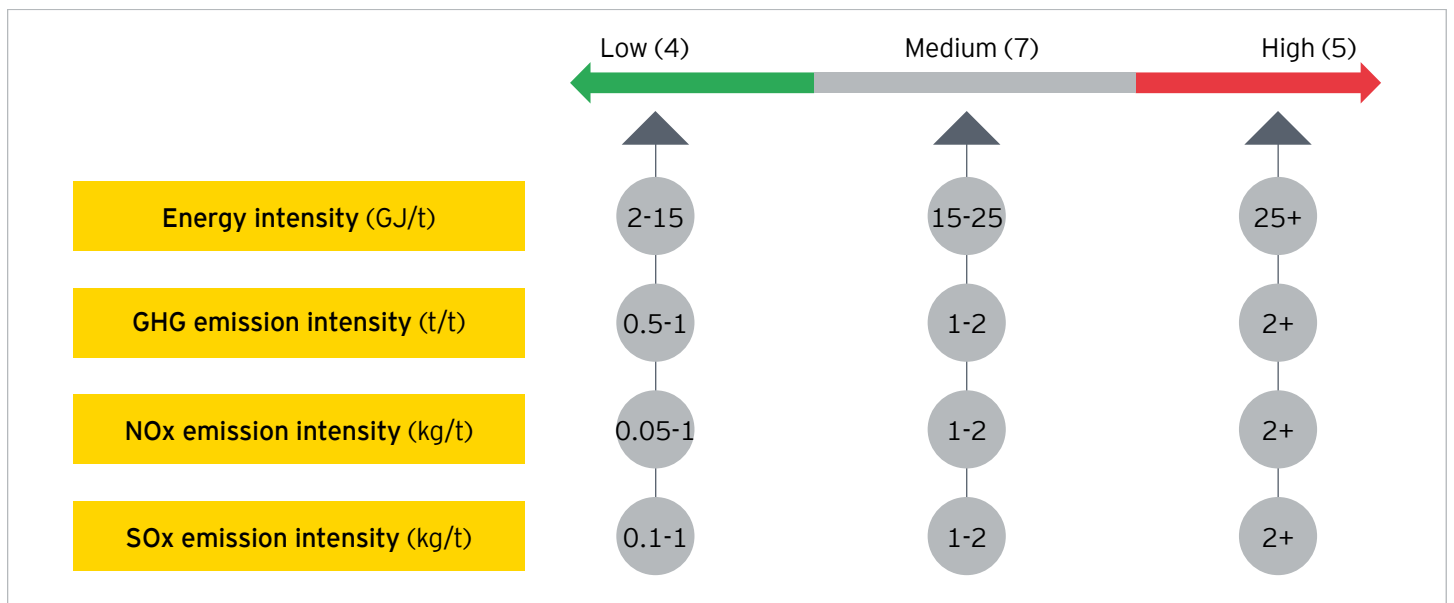 Low (4) Medium (7) High (5)
Energy intensity (GJ/t) 2-15 15-25 25+
GHG emission intensity (t/t) 0.5-1 1-2 2+
NOx emission intensity (kg/t) 0.05-1 1-2 2+
SOx emission intensity (kg/t) 0.1-1 1-2 2+